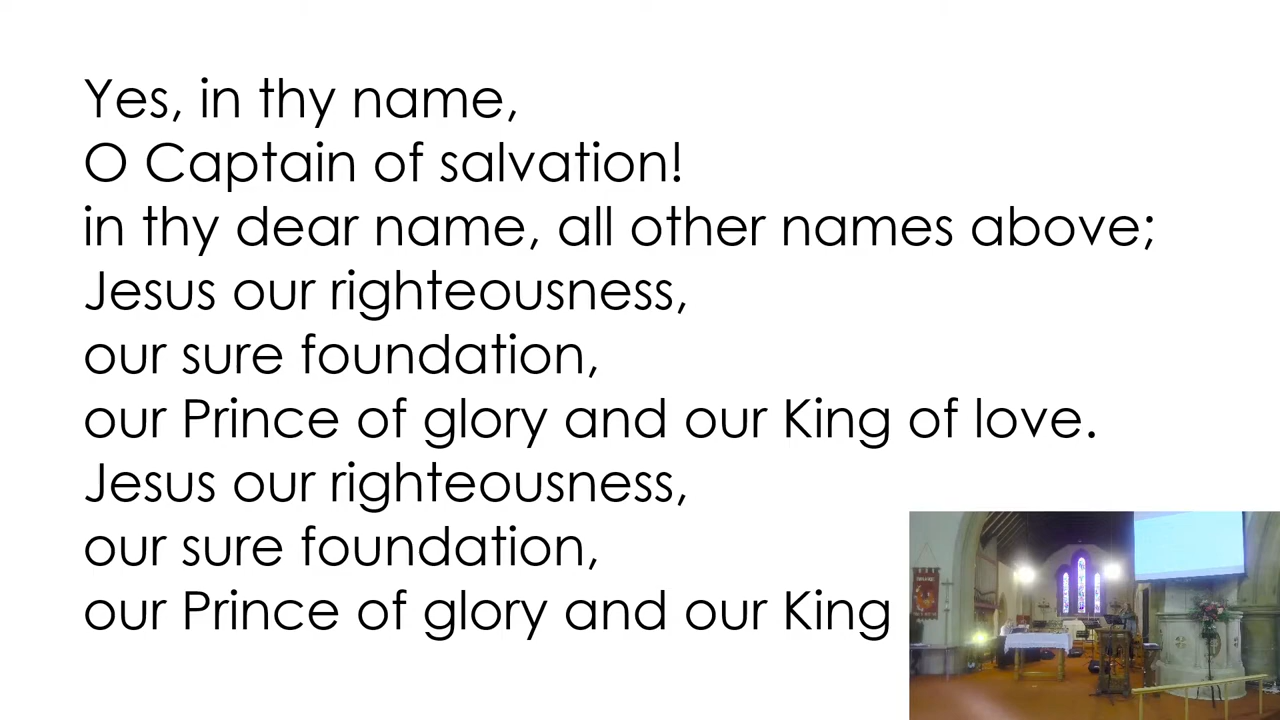 Yes, in thy name,
O Captain of salvation!
in thy dear name, all other names above;
Jesus our righteousness,
our sure foundation,
our Prince of glory and our King of love.
Jesus our righteousness,
our sure foundation,
our Prince of glory and our King